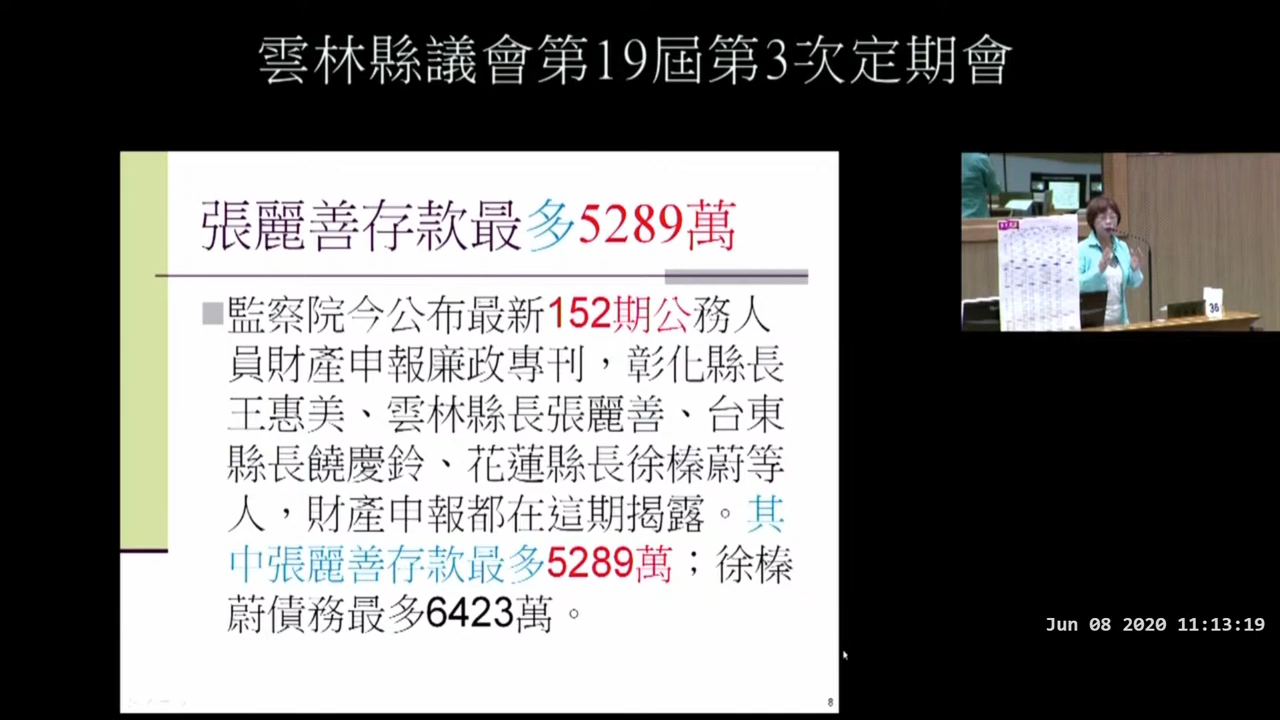 雲林縣議會第19屆第3次定期會
張麗善存款最多5289萬
監察院今公布最新152期公務人
員財產申報廉政專刊，彰化縣長
王惠美、雲林縣長張麗善、台東
縣長饒慶鈴、花蓮縣長徐榛蔚等
人，財產申報都在這期揭露。其
中張麗善存款最多5289萬；徐榛
蔚債務最多6423萬。
8
36
Jun 08 2020 11:13:19